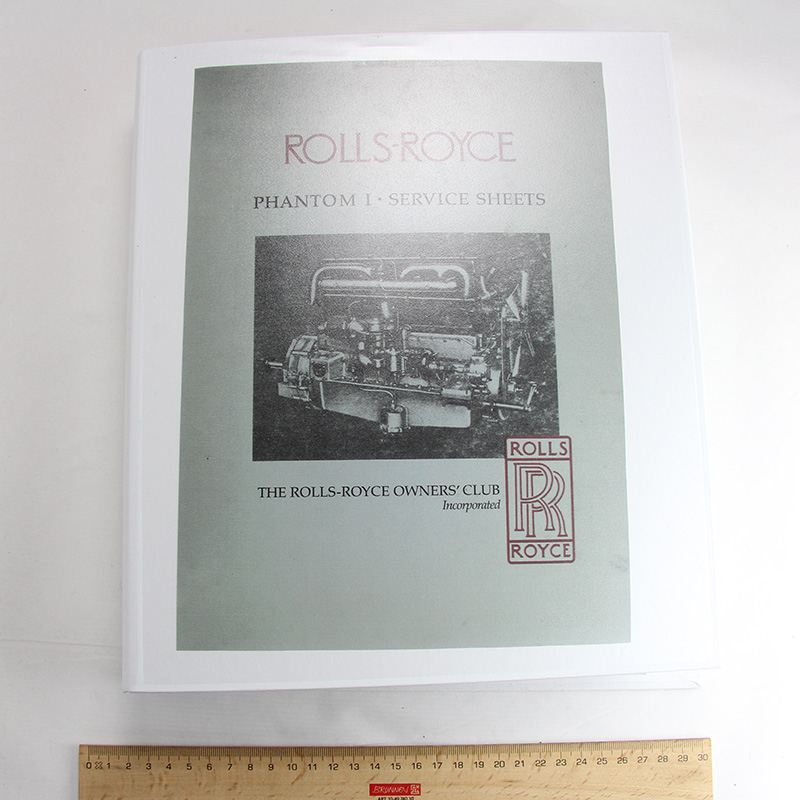 ROLLS-ROYCE
PHANTOM I · SERVICE SHEETS
THE ROLLS-ROYCE OWNERS' CLUB
Incorporated
ROLLS
RR
ROYCE
0 1 2 3 4 5 6 7 8 9 10 11 12 13 14 15 16 17 18 19 20 21 22 23 24 25 26 27 28 29 30
BRUNNEN